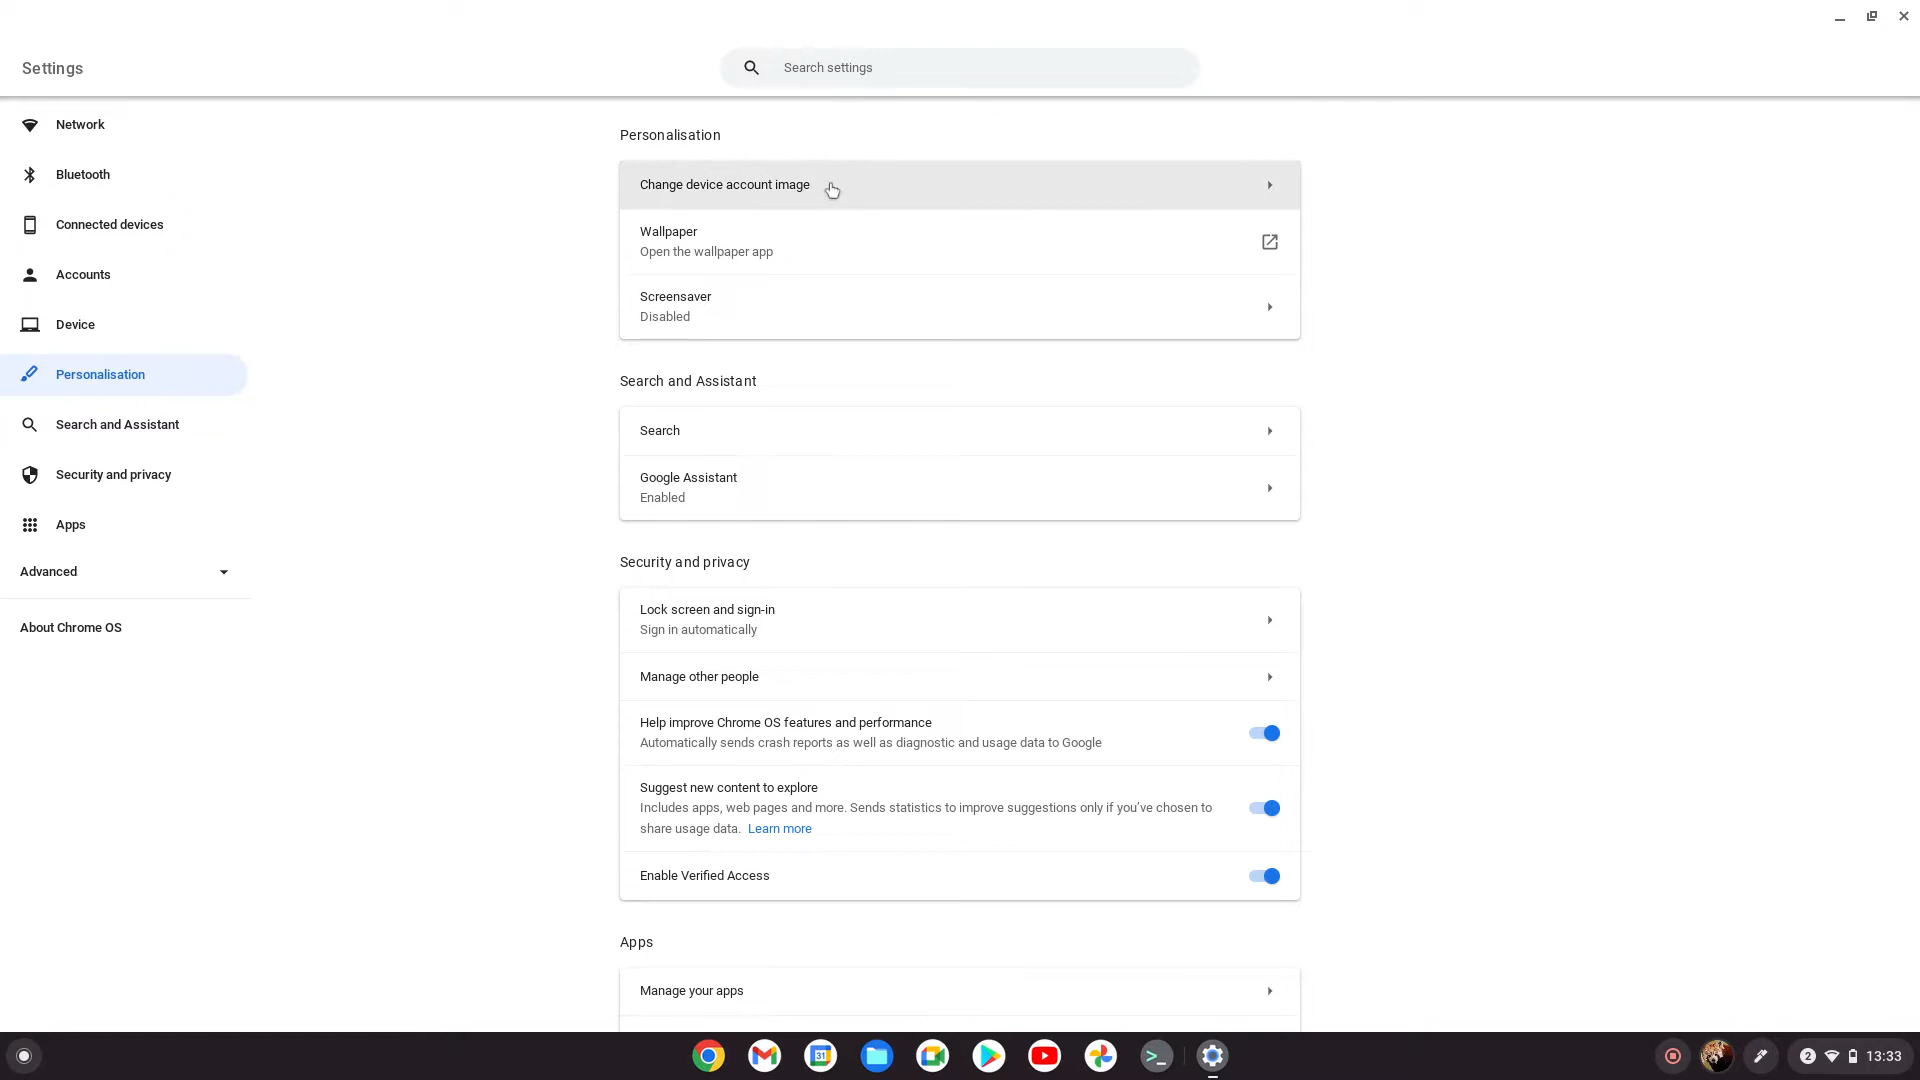 Settings
Search settings
Network
Bluetooth
Connected devices
Accounts
Device
Personalisation
Search and Assistant
Security and privacy
Apps
Advanced
About Chrome OS
Personalisation
Change device account image
Wallpaper
Open the wallpaper app
Screensaver
Disabled
Search and Assistant
Search
Google Assistant
Enabled
Security and privacy
Lock screen and sign-in
Sign in automatically
Manage other people
Help improve Chrome OS features and performance
Automatically sends crash reports as well as diagnostic and usage data to Google
Suggest new content to explore
Includes apps, web pages and more. Sends statistics to improve suggestions only if you’ve chosen to
share usage data. Learn more
Enable Verified Access
Apps
Manage your apps
31
2 13:33